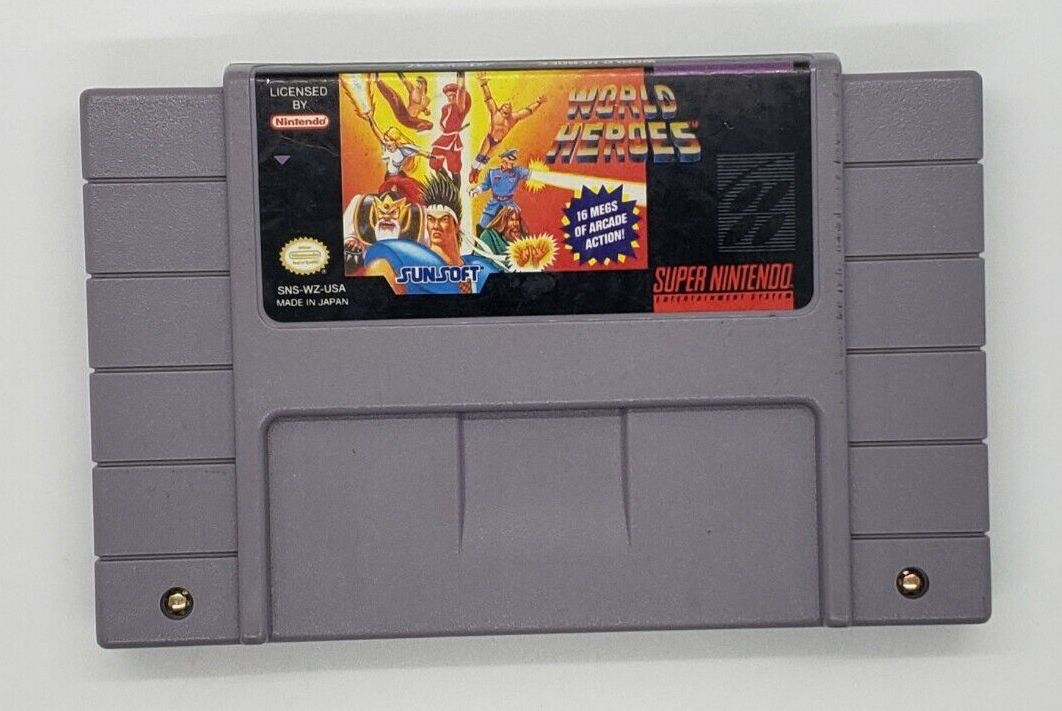 LICENSED
BY
Nintendo
WORLD
HEROES™
16 MEGS
OF ARCADE
ACTION!
SUNSOFT
SNS-WZ-USA
MADE IN JAPAN
SUPER NINTENDO
ENTERTAINMENT SYSTEM